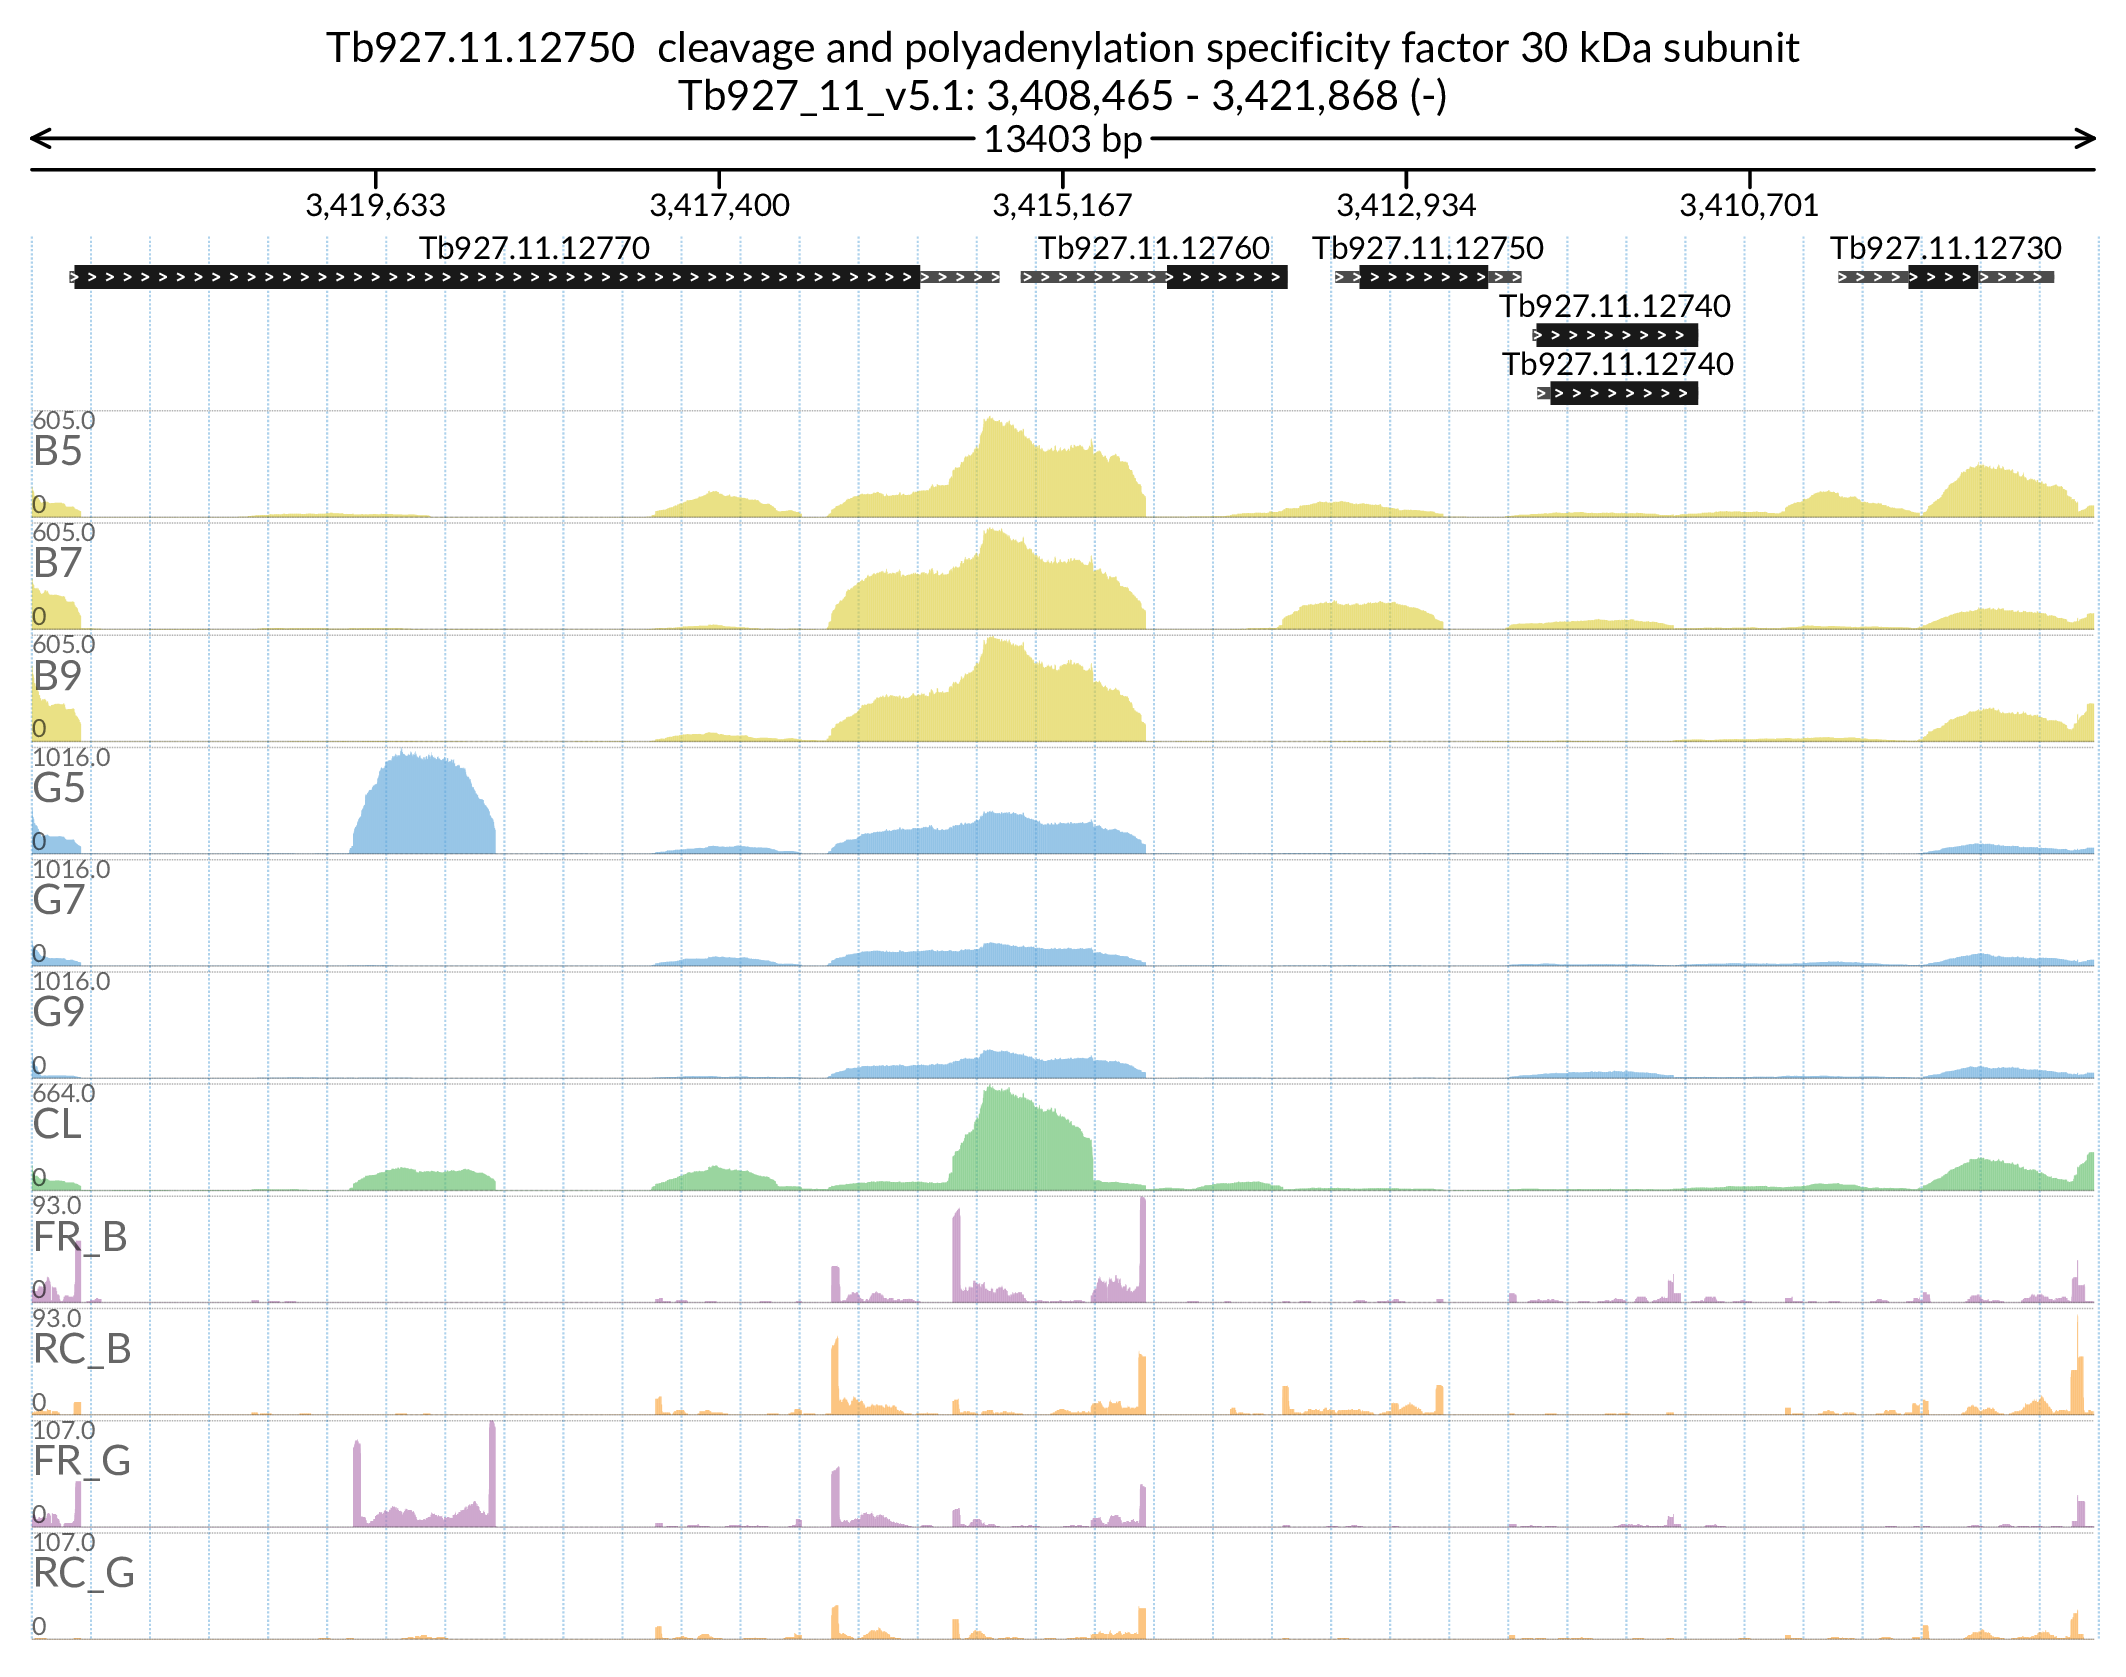 Tb927.11.12750  cleavage and polyadenylation specificity factor 30 kDa subunit
Tb927_11_v5.1: 3,408,465 - 3,421,868 (-)
13403 bp
3,419,633 3,417,400 3,415,167 3,412,934 3,410,701
Tb927.11.12770 Tb927.11.12760 Tb927.11.12750 Tb927.11.12730
Tb927.11.12740
Tb927.11.12740
605.0
B5
0
605.0
B7
0
605.0
B9
0
1016.0
G5
0
1016.0
G7
0
1016.0
G9
0
664.0
CL
0
93.0
FR_B
0
93.0
RC_B
0
107.0
FR_G
0
107.0
RC_G
0